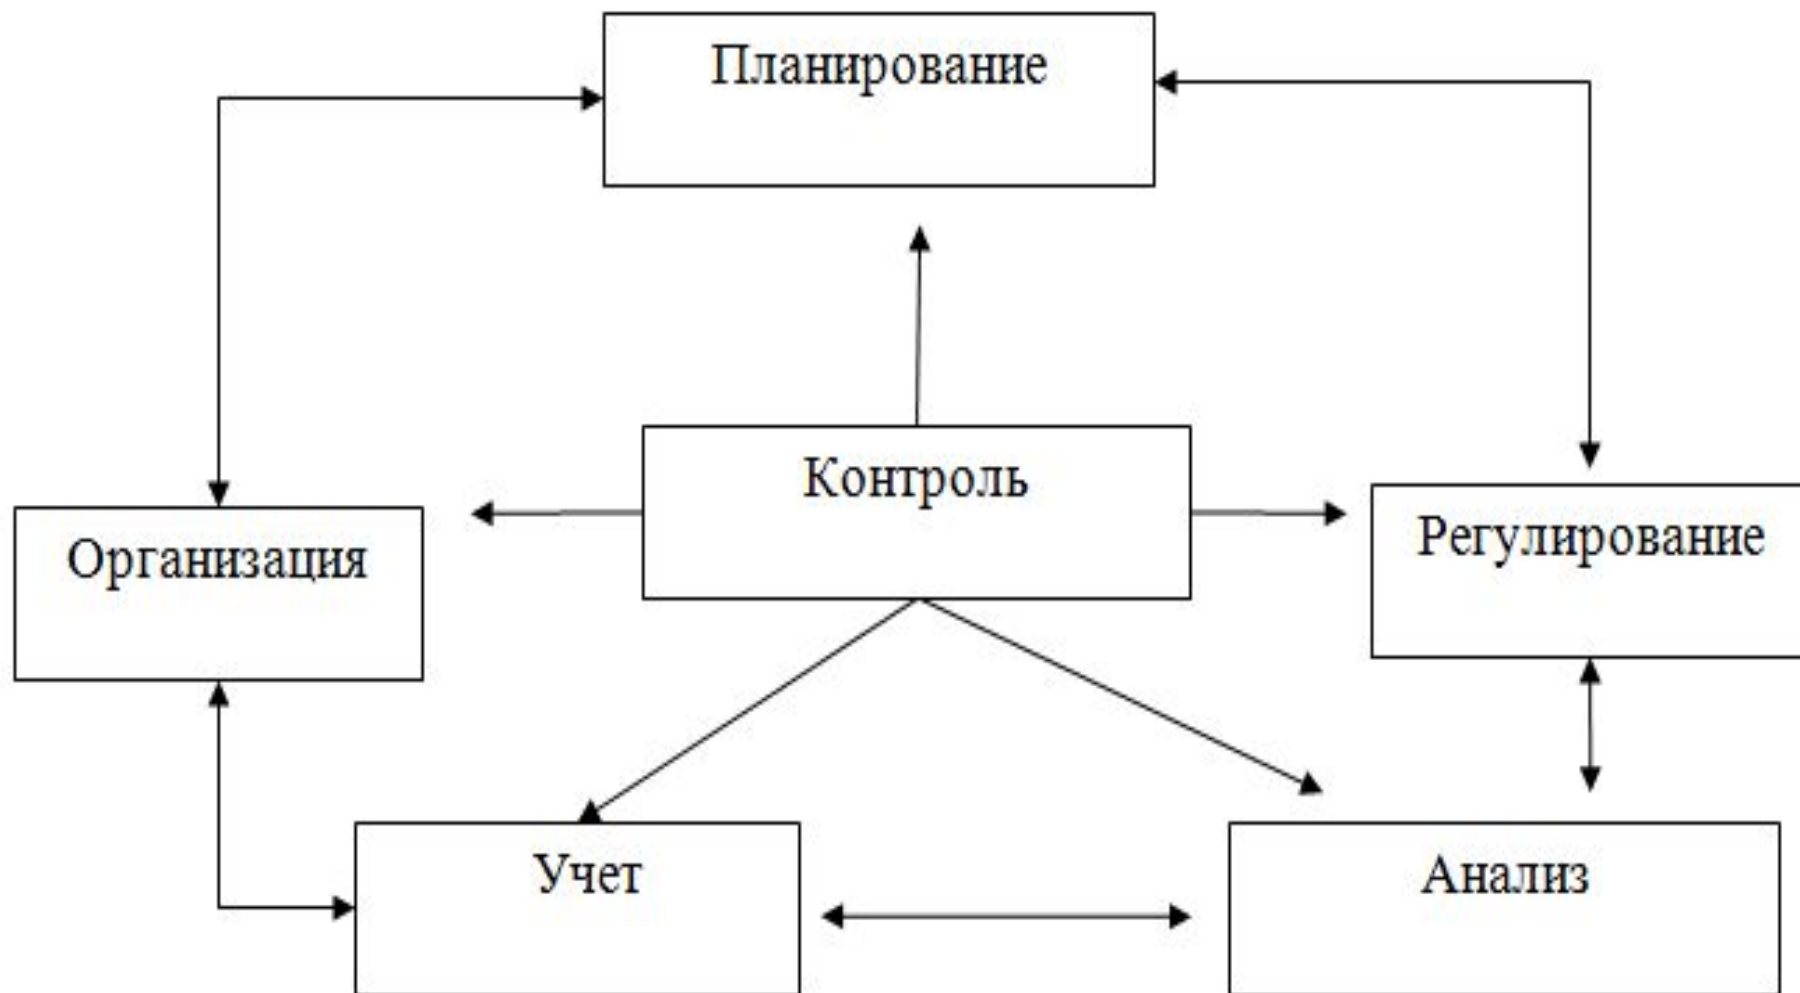 Планирование
Контроль
Организация
Регулирование
Учет
Анализ